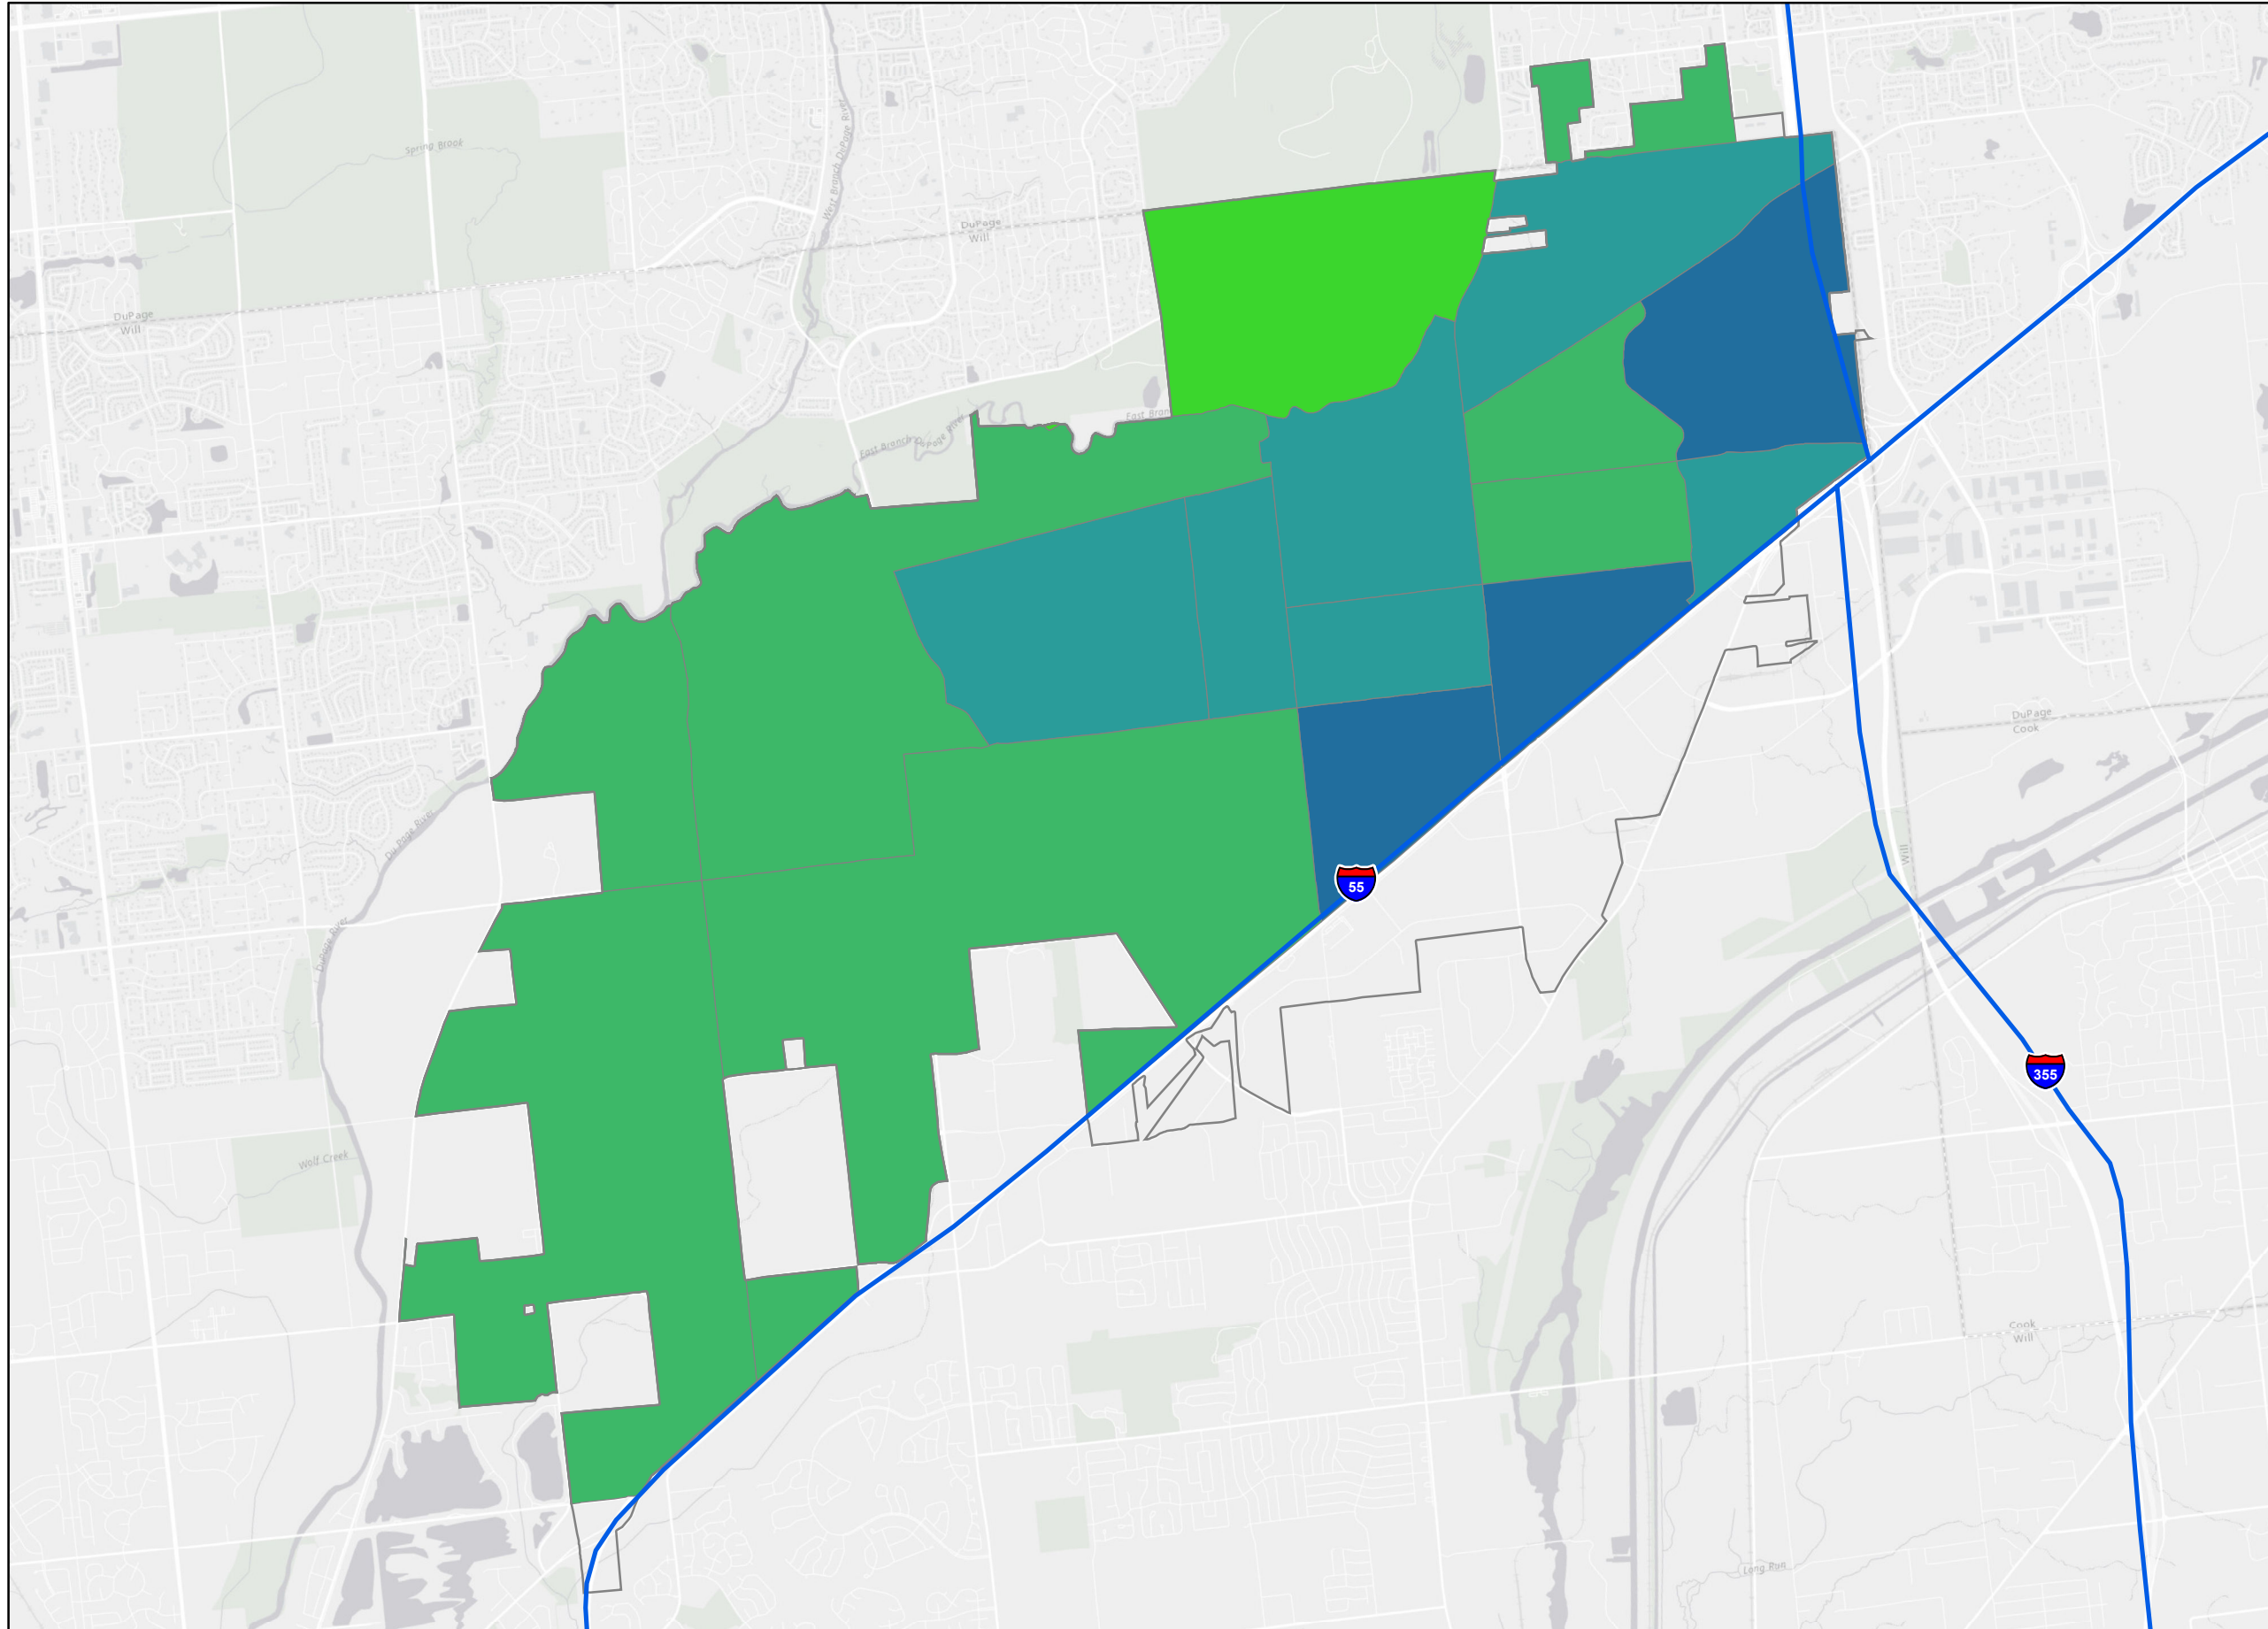 Spring Brook
West Branch DuPage River
DuPage
Will
DuPage
Will
East Bran
East Branch DuPage River
DuPage
Cook
DuPage River
Will
55
DuPage River
355
Wolf Creek
Cook
Will
Long Run